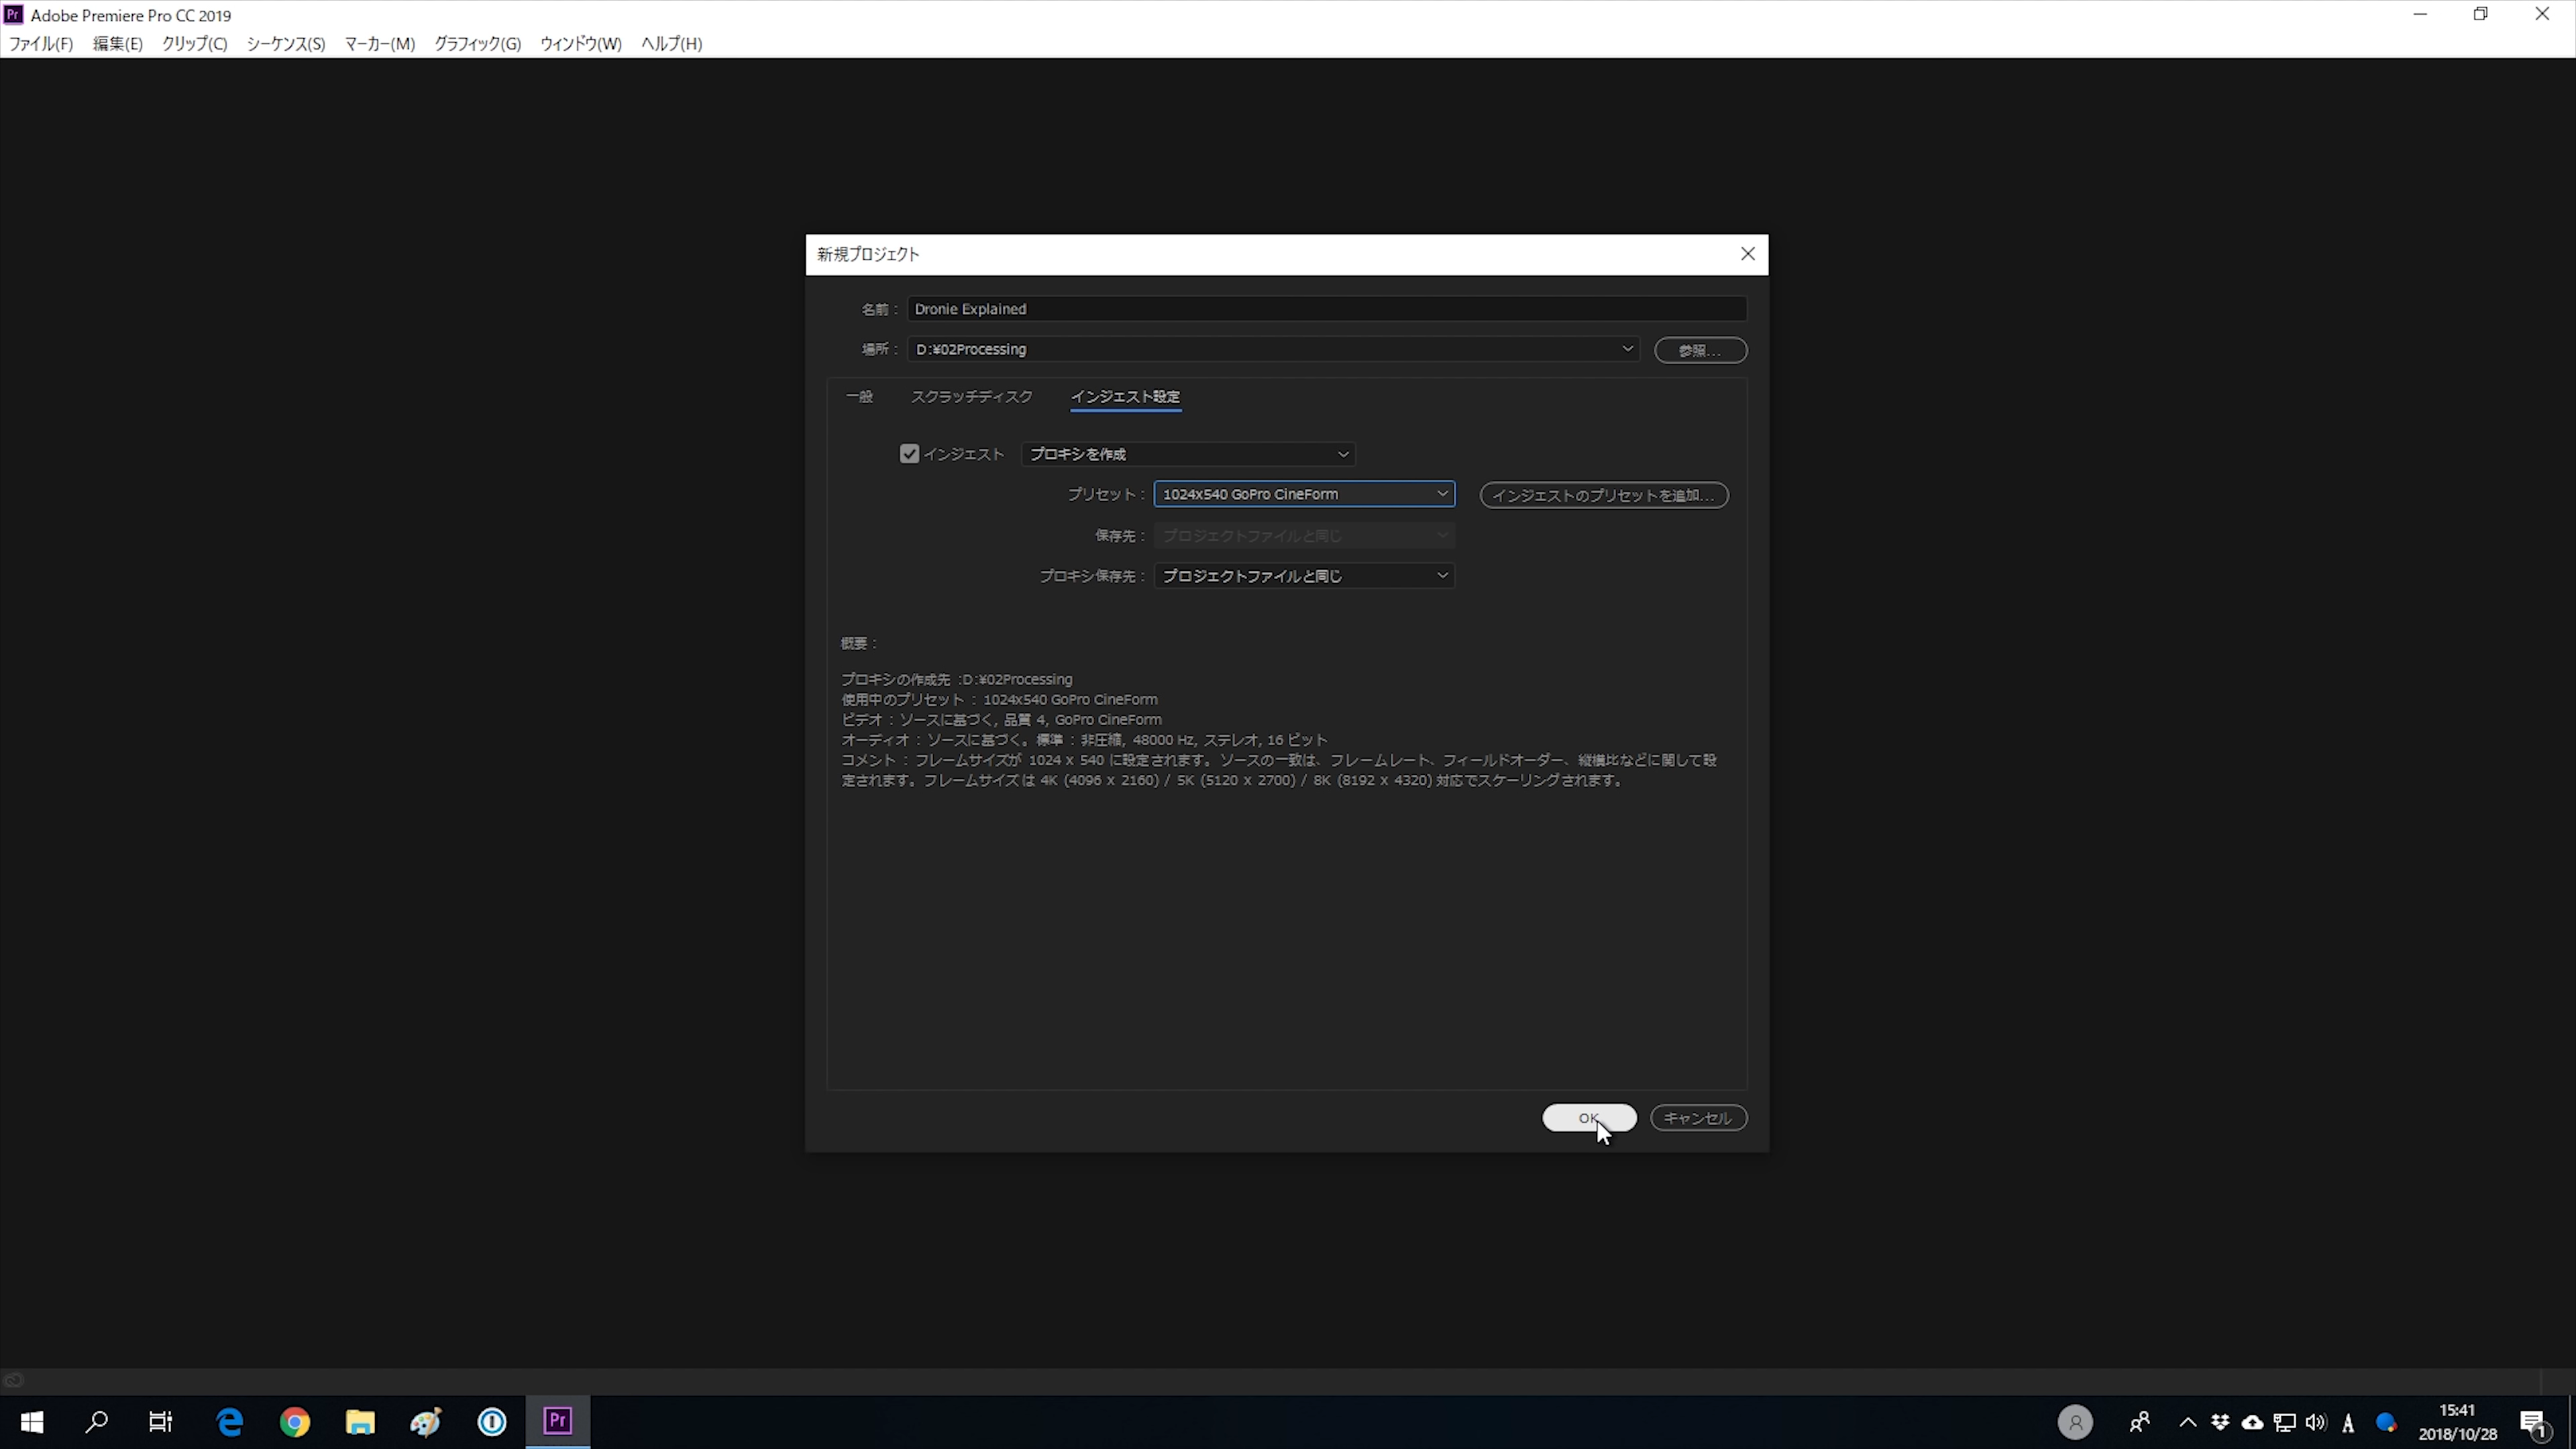 Pr Adobe Premiere Pro CC 2019
ファイル(F) 編集(E) クリップ(C) シーケンス(S) マーカー(M) グラフィック(G) ウィンドウ(W) ヘルプ(H)
新規プロジェクト
名前 : Dronie Explained
場所 : D:¥02Processing 参照...
一般 スクラッチディスク インジェスト設定
インジェスト プロキシを作成
プリセット : 1024x540 GoPro CineForm インジェストのプリセットを追加...
保存先 : プロジェクトファイルと同じ
プロキシ保存先 : プロジェクトファイルと同じ
概要 :
プロキシの作成先 :D:¥02Processing
使用中のプリセット : 1024x540 GoPro CineForm
ビデオ : ソースに基づく, 品質 4, GoPro CineForm
オーディオ : ソースに基づく。標準 : 非圧縮, 48000 Hz, ステレオ, 16 ビット
コメント : フレームサイズが 1024 x 540 に設定されます。ソースの一致は、フレームレート、フィールドオーダー、縦横比などに関して設
定されます。フレームサイズは 4K (4096 x 2160) / 5K (5120 x 2700) / 8K (8192 x 4320) 対応でスケーリングされます。
OK キャンセル
Pr
A
15:41
2018/10/28
1